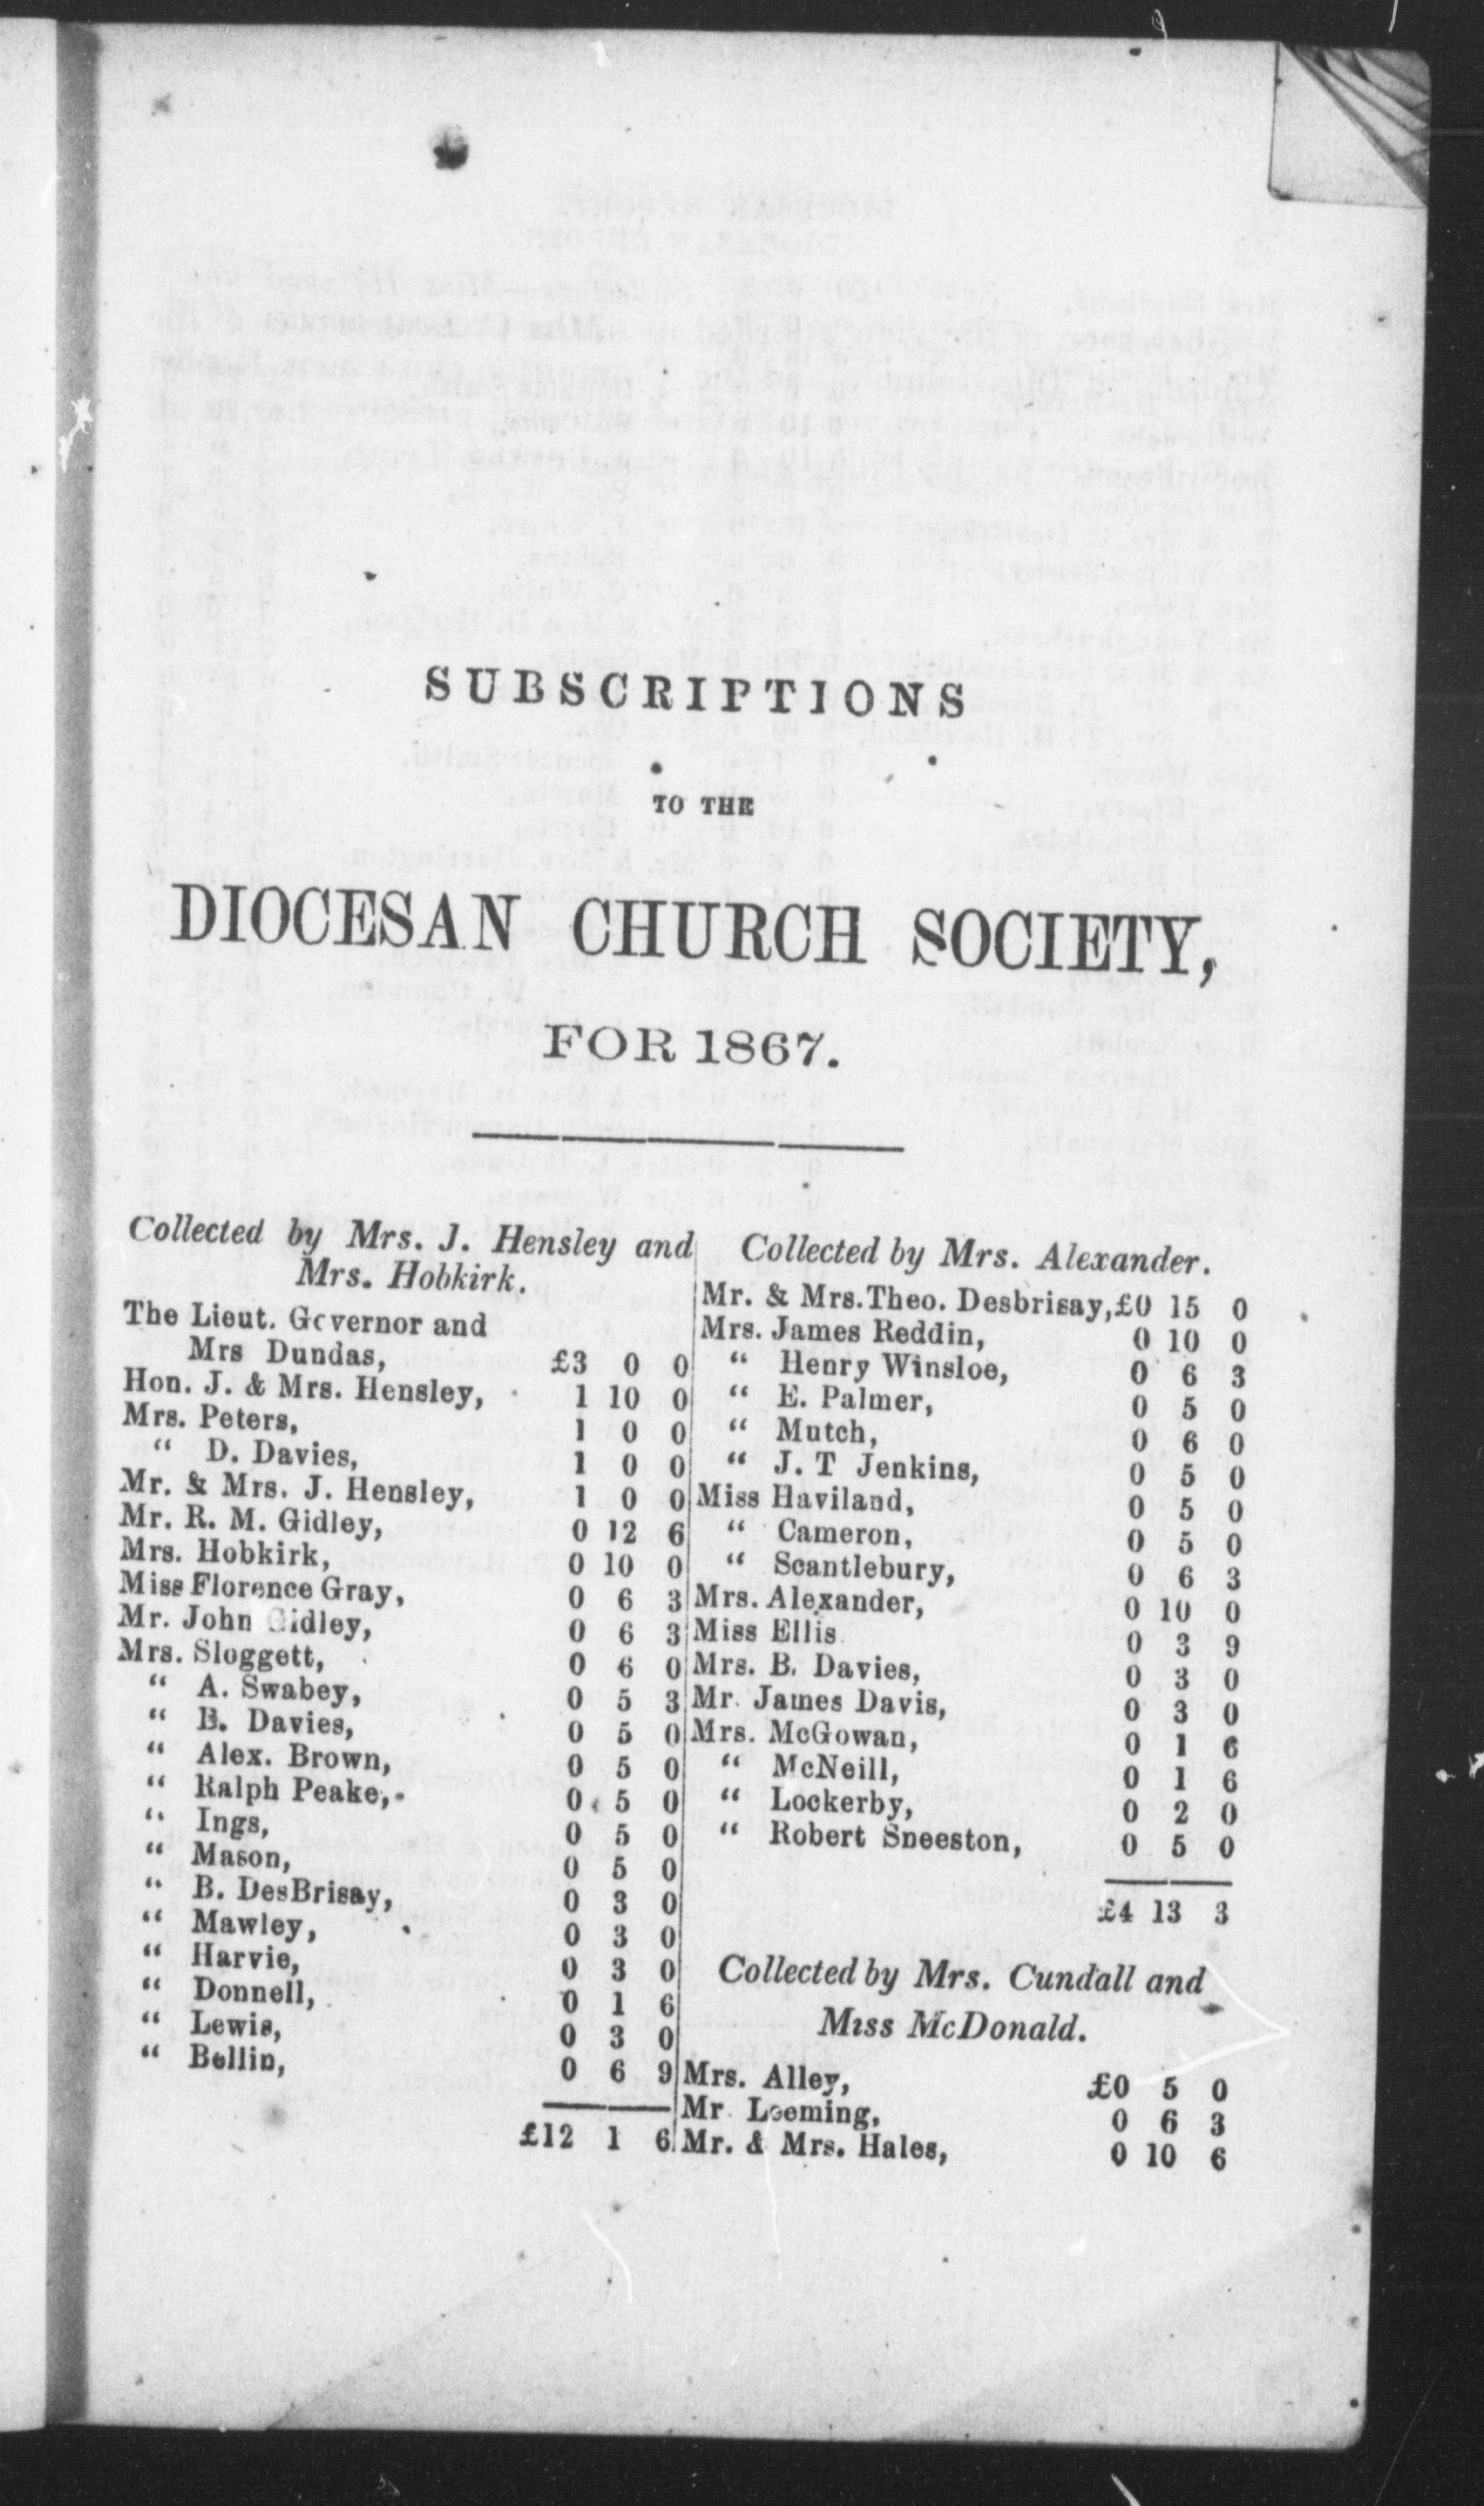 SUBSCRIPTIONS
TO THE
DIOCESAN CHURCH SOCIETY,
FOR 1867.
Collected by Mrs. J. Hensley and
Mrs. Hobkirk.
The Lieut. Governor and
Mrs Dundas, £3 0 0
Hon. J. & Mrs. Hensley, 1 10 0
Mrs. Peters, 1 0 0
“ D. Davies, 1 0 0
Mr. & Mrs. J. Hensley, 1 0 0
Mr. R. M. Gidley, 0 12 6
Mrs. Hobkirk, 0 10 0
Miss Florence Gray, 0 6 3
Mr. John Gidley, 0 6 3
Mrs. Sloggett, 0 6 0
“ A. Swabey, 0 5 3
“ B. Davies, 0 5 0
“ Alex. Brown, 0 5 0
“ Ralph Peake, 0 5 0
“ Ings, 0 5 0
“ Mason, 0 5 0
“ B. DesBrisay, 0 3 0
“ Mawley, 0 3 0
“ Harvie, 0 3 0
“ Donnell, 0 1 6
“ Lewis, 0 3 0
“ Bellin, 0 6 9
£12 1 6
Collected by Mrs. Alexander.
Mr. & Mrs. Theo. Desbrisay, £0 15 0
Mrs. James Reddin, 0 10 0
“ Henry Winsloe, 0 6 3
“ E. Palmer, 0 5 0
“ Mutch, 0 6 0
“ J. T Jenkins, 0 5 0
Miss Haviland, 0 5 0
“ Cameron, 0 5 0
“ Scantlebury, 0 6 3
Mrs. Alexander, 0 10 0
Miss Ellis 0 3 9
Mrs. B. Davies, 0 3 0
Mr. James Davis, 0 3 0
Mrs. McGowan, 0 1 6
“ McNeill, 0 1 6
“ Lockerby, 0 2 0
“ Robert Sneeston, 0 5 0
£4 13 3
Collected by Mrs. Cundall and
Miss McDonald.
Mrs. Alley, £0 5 0
Mr. Leeming, 0 6 3
Mr. & Mrs. Hales, 0 10 6